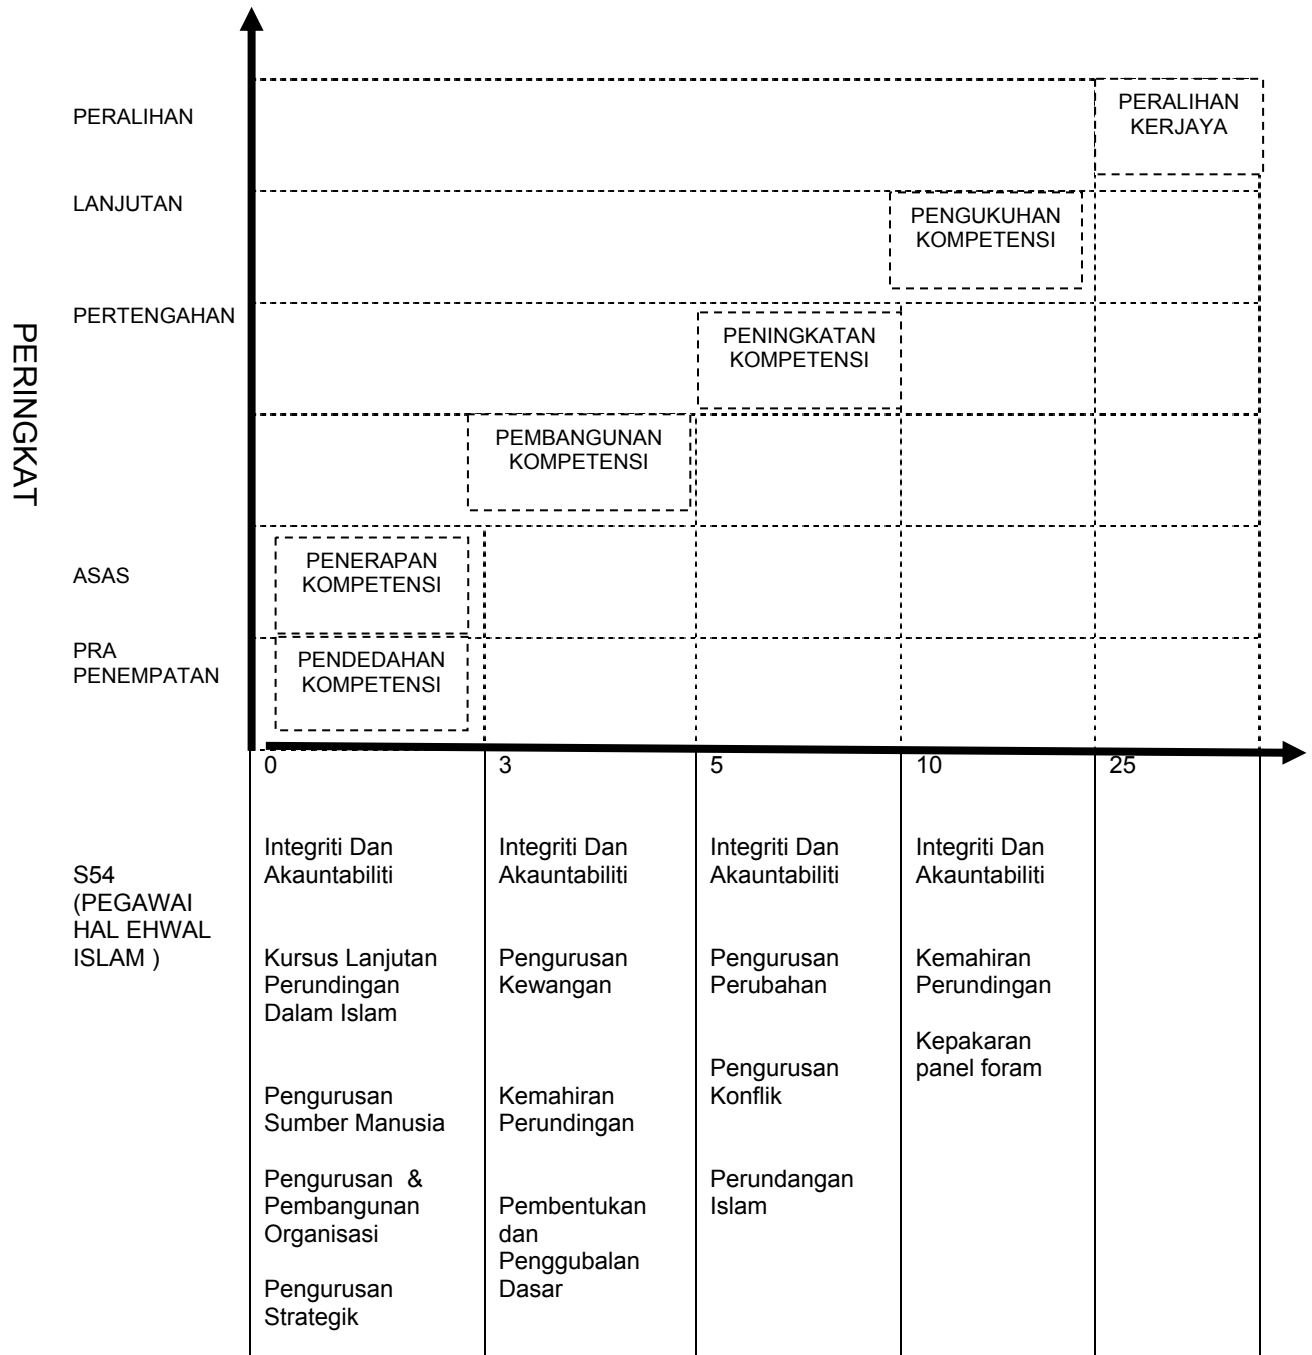 PERINGKAT
PERALIHAN
PERALIHAN
KERJAYA
LANJUTAN
PENGUKUHAN
KOMPETENSI
PERTENGAHAN
PENINGKATAN
KOMPETENSI
PEMBANGUNAN
KOMPETENSI
ASAS
PENERAPAN
KOMPETENSI
PRA
PENEMPATAN
PENDEDAHAN
KOMPETENSI
0
3
5
10
25
S54
(PEGAWAI
HAL EHWAL
ISLAM )
Integriti Dan
Akauntabiliti
Kursus Lanjutan
Perundingan
Dalam Islam
Pengurusan
Sumber Manusia
Pengurusan  &
Pembangunan
Organisasi
Pengurusan
Strategik
Integriti Dan
Akauntabiliti
Pengurusan
Kewangan
Kemahiran
Perundingan
Pembentukan
dan
Penggubalan
Dasar
Integriti Dan
Akauntabiliti
Pengurusan
Perubahan
Pengurusan
Konflik
Perundangan
Islam
Integriti Dan
Akauntabiliti
Kemahiran
Perundingan
Kepakaran
panel foram